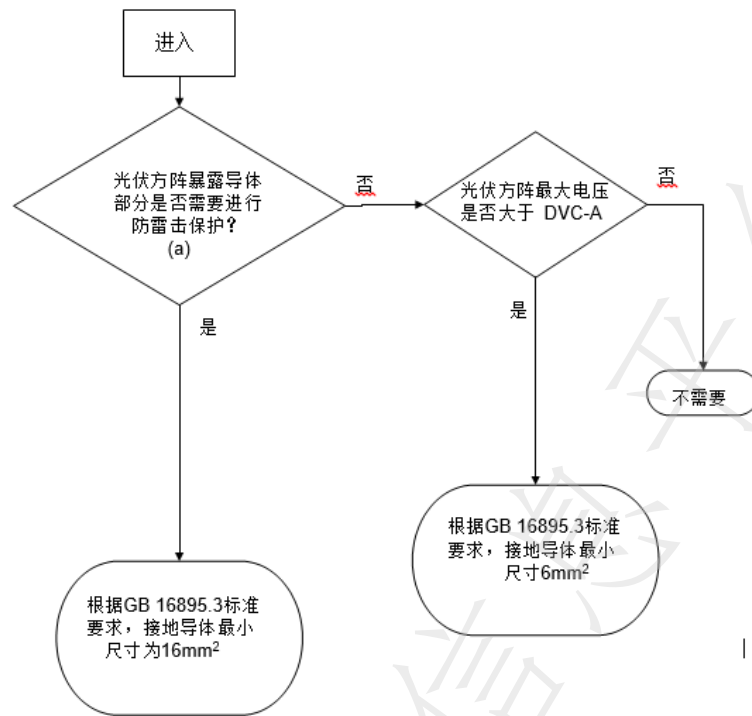 进入
光伏方阵暴露导体
部分是否需要进行
防雷击保护?
(a)
否
光伏方阵最大电压
是否大于 DVC-A
否
是
是
不需要
根据GB 16895.3标准
要求，接地导体最小
尺寸6mm²
根据GB 16895.3标准
要求，接地导体最小
尺寸为16mm²